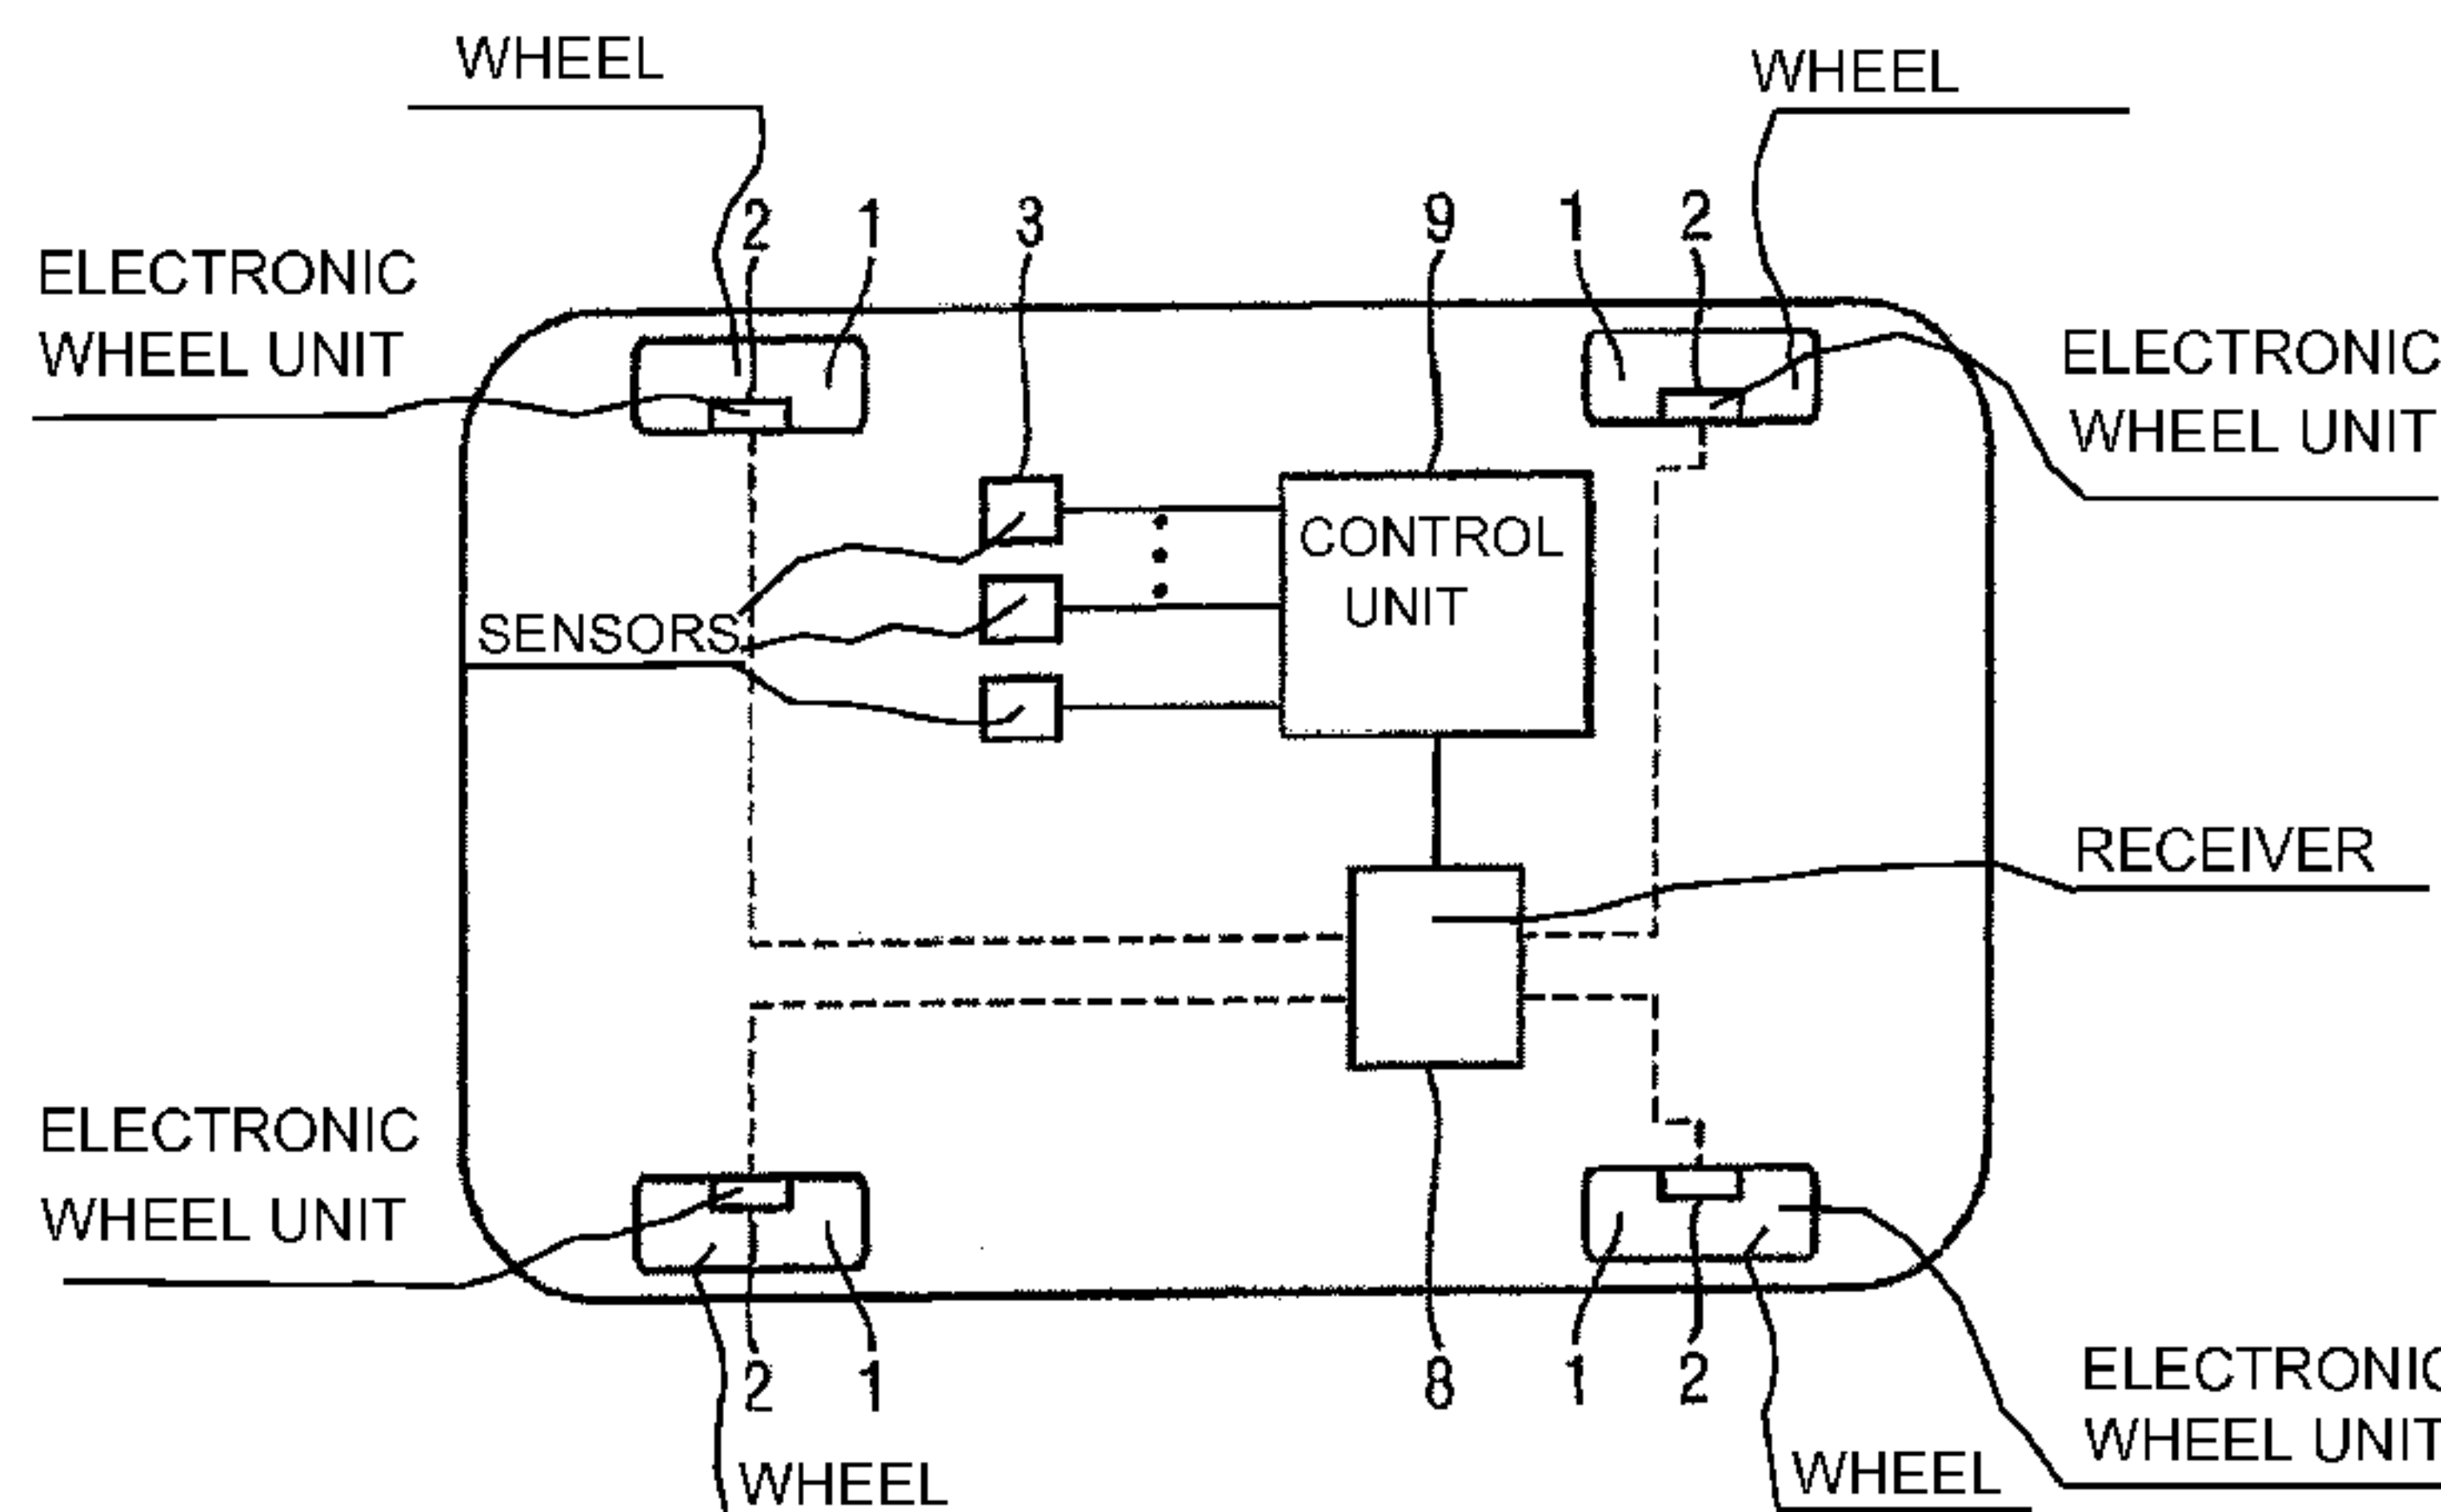 WHEEL
WHEEL
2
1
3
9
1
2
ELECTRONIC
WHEEL UNIT
ELECTRONIC
WHEEL UNIT
CONTROL
UNIT
SENSORS
RECEIVER
ELECTRONIC
WHEEL UNIT
2
1
8
1
2
ELECTRONIC
WHEEL UNIT
WHEEL
WHEEL